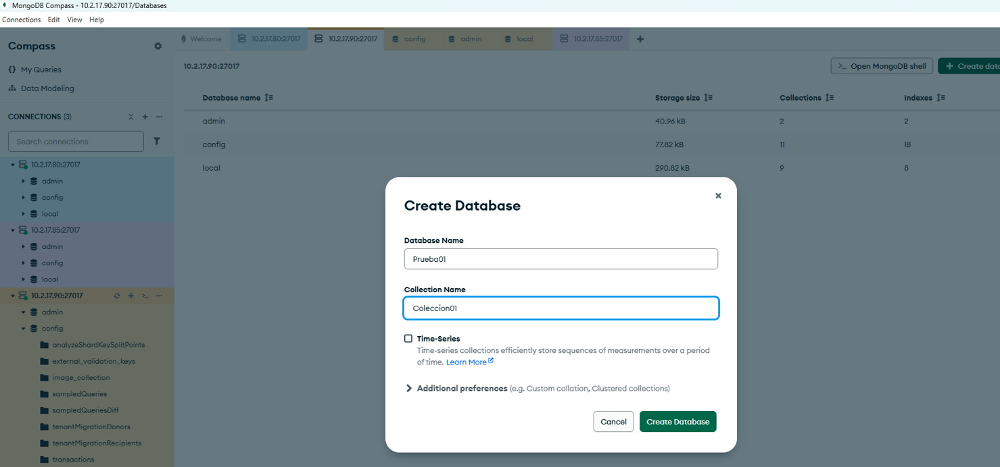 MongoDB Compass - 10.2.17.90:27017/Databases
Connections Edit View Help
Compass
Welcome
10.2.17.80:27017
10.2.17.90:27017
config
admin
local
10.2.17.85:27017
My Queries
Data Modeling
10.2.17.90:27017
>_ Open MongoDB shell
+ Create dat
CONNECTIONS (3)
Search connections
10.2.17.80:27017
admin
config
local
10.2.17.85:27017
admin
config
local
10.2.17.90:27017
admin
config
analyzeShardKeySplitPoints
external_validation_keys
image_collection
sampledQueries
sampledQueriesDiff
tenantMigrationDonors
tenantMigrationRecipients
transactions
Database name Storage size Collections Indexes
admin 40.96 kB 2 2
config 77.82 kB 11 18
local 290.82 kB 9 8
Create Database
Database Name
Prueba01
Collection Name
Coleccion01
Time-Series
Time-series collections efficiently store sequences of measurements over a period
of time. Learn More
Additional preferences (e.g. Custom collation, Clustered collections)
Cancel Create Database